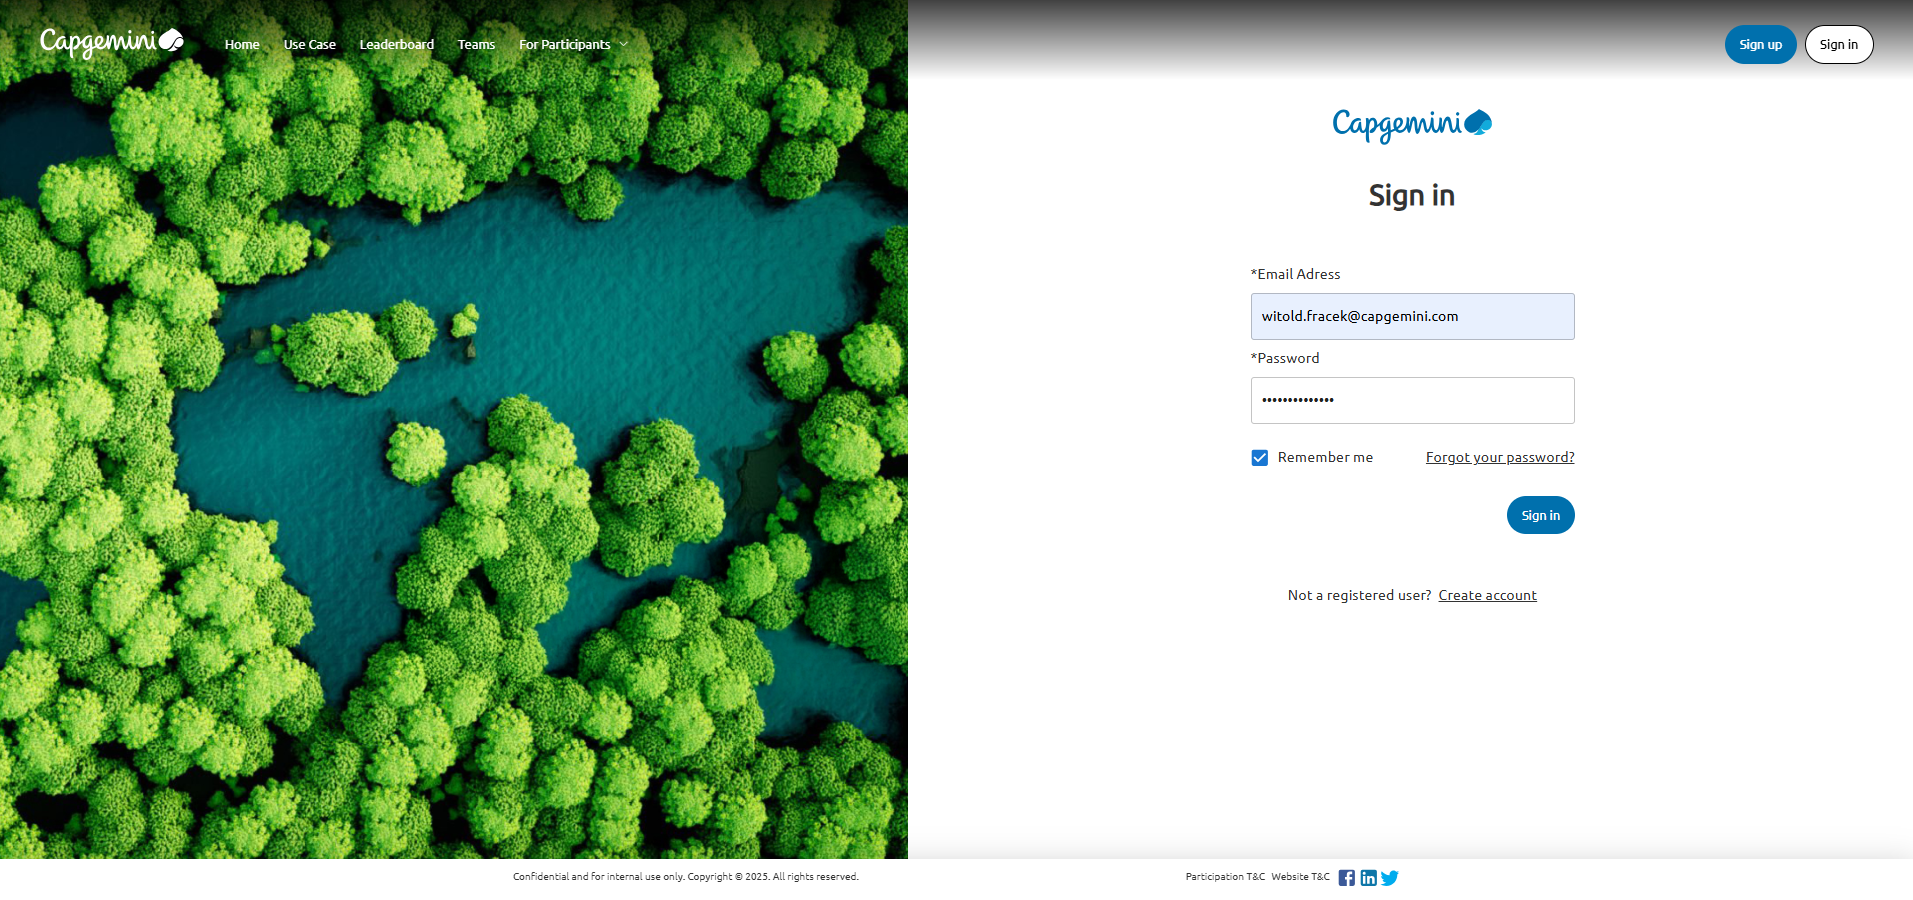 Capgemini Home Use Case Leaderboard Teams For Participants Sign up Sign in
Capgemini
Sign in
*Email Adress
witold.fracek@capgemini.com
*Password
••••••••••••••
Remember me Forgot your password?
Sign in
Not a registered user? Create account
Confidential and for internal use only. Copyright © 2025. All rights reserved. Participation T&C Website T&C